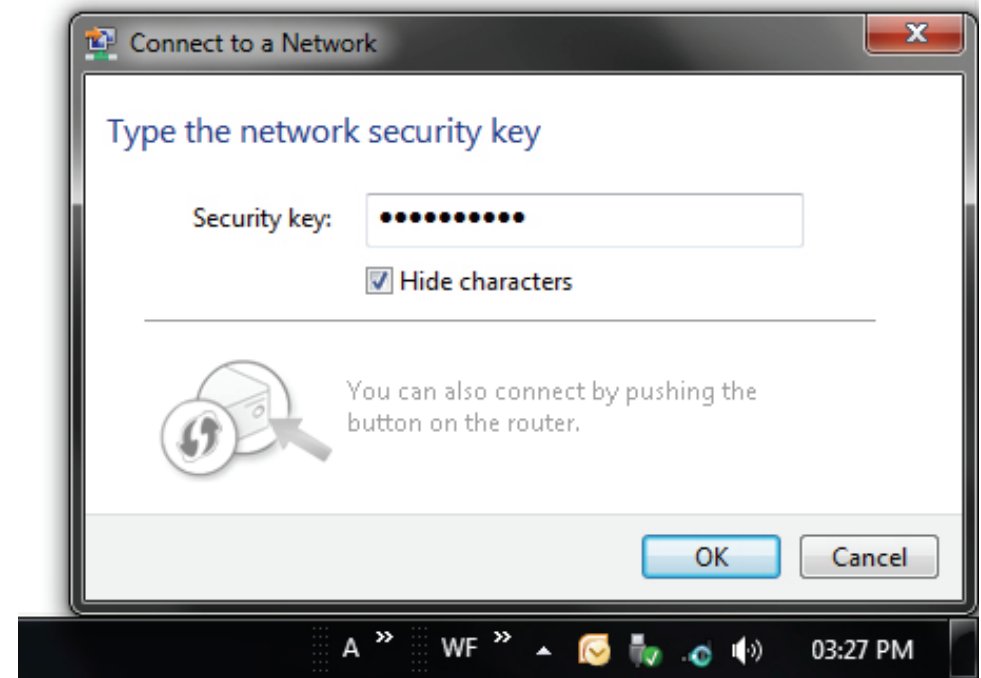 Connect to a Network
Type the network security key
Security key: ●●●●●●●●●●
Hide characters
You can also connect by pushing the
button on the router.
OK Cancel
A » WF » 03:27 PM